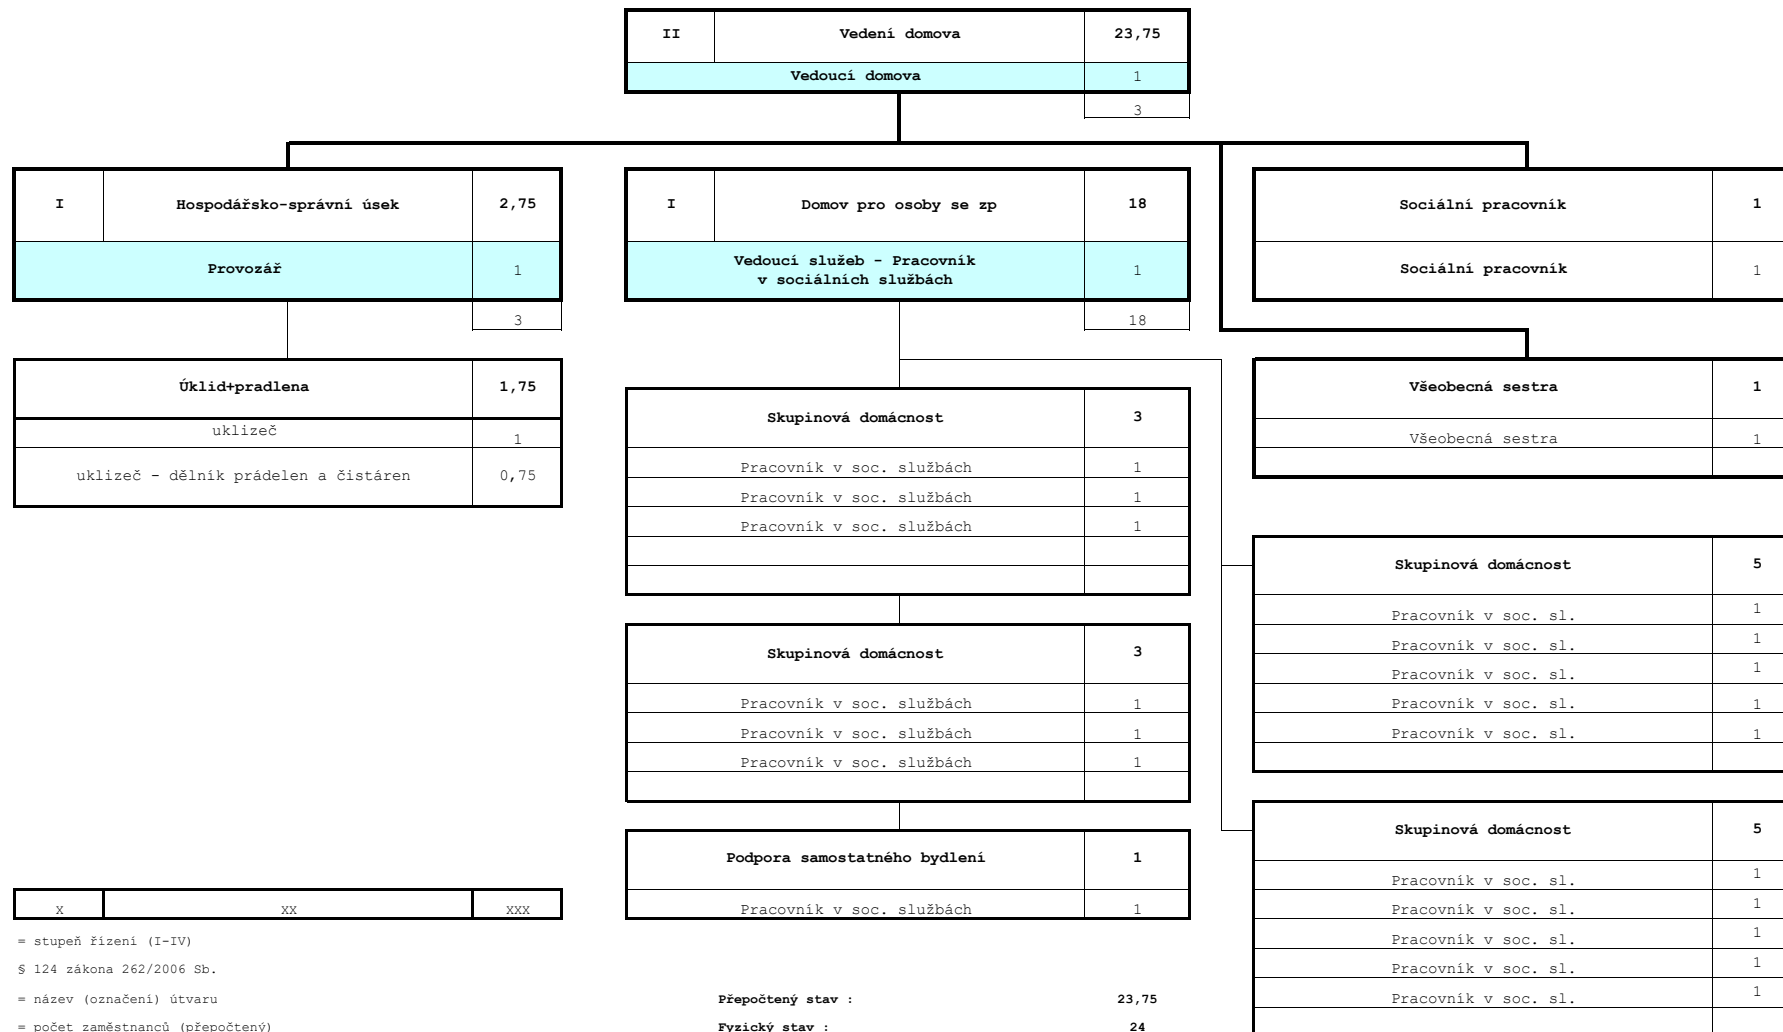 II Vedení domova 23,75
Vedoucí domova 1
3
I Hospodářsko-správní úsek 2,75
Provozář 1
3
Úklid+pradlena 1,75
uklizeč 1
uklizeč - dělník prádelen a čistáren 0,75
I Domov pro osoby se zp 18
Vedoucí služeb - Pracovník
v sociálních službách 1
18
Skupinová domácnost 3
Pracovník v soc. službách 1
Pracovník v soc. službách 1
Pracovník v soc. službách 1
Skupinová domácnost 3
Pracovník v soc. službách 1
Pracovník v soc. službách 1
Pracovník v soc. službách 1
Podpora samostatného bydlení 1
Pracovník v soc. službách 1
Sociální pracovník 1
Sociální pracovník 1
Všeobecná sestra 1
Všeobecná sestra 1
Skupinová domácnost 5
Pracovník v soc. sl. 1
Pracovník v soc. sl. 1
Pracovník v soc. sl. 1
Pracovník v soc. sl. 1
Pracovník v soc. sl. 1
Skupinová domácnost 5
Pracovník v soc. sl. 1
Pracovník v soc. sl. 1
Pracovník v soc. sl. 1
Pracovník v soc. sl. 1
Pracovník v soc. sl. 1
X XX XXX
= stupeň řízení (I-IV)
§ 124 zákona 262/2006 Sb.
= název (označení) útvaru
= počet zaměstnanců (přepočtený)
Přepočtený stav : 23,75
Fyzický stav : 24